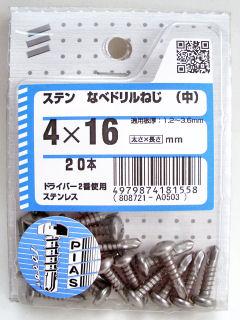 ステン なべドリルねじ (中)
適用板厚:1.2~3.6mm
4×16
太さ×長さ mm
20本
ドライバー2番使用
ステンレス
4979874181558
(808721-A0503)
PIAS